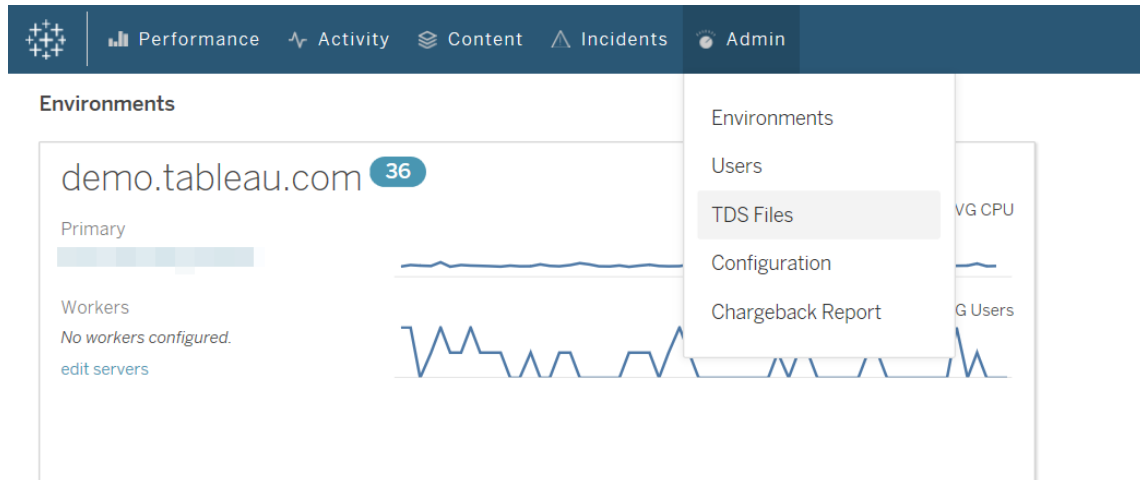 Performance Activity Content Incidents Admin
Environments
demo.tableau.com 36
Primary
Workers
No workers configured.
edit servers
Environments
Users
TDS Files
Configuration
Chargeback Report
VG CPU
G Users